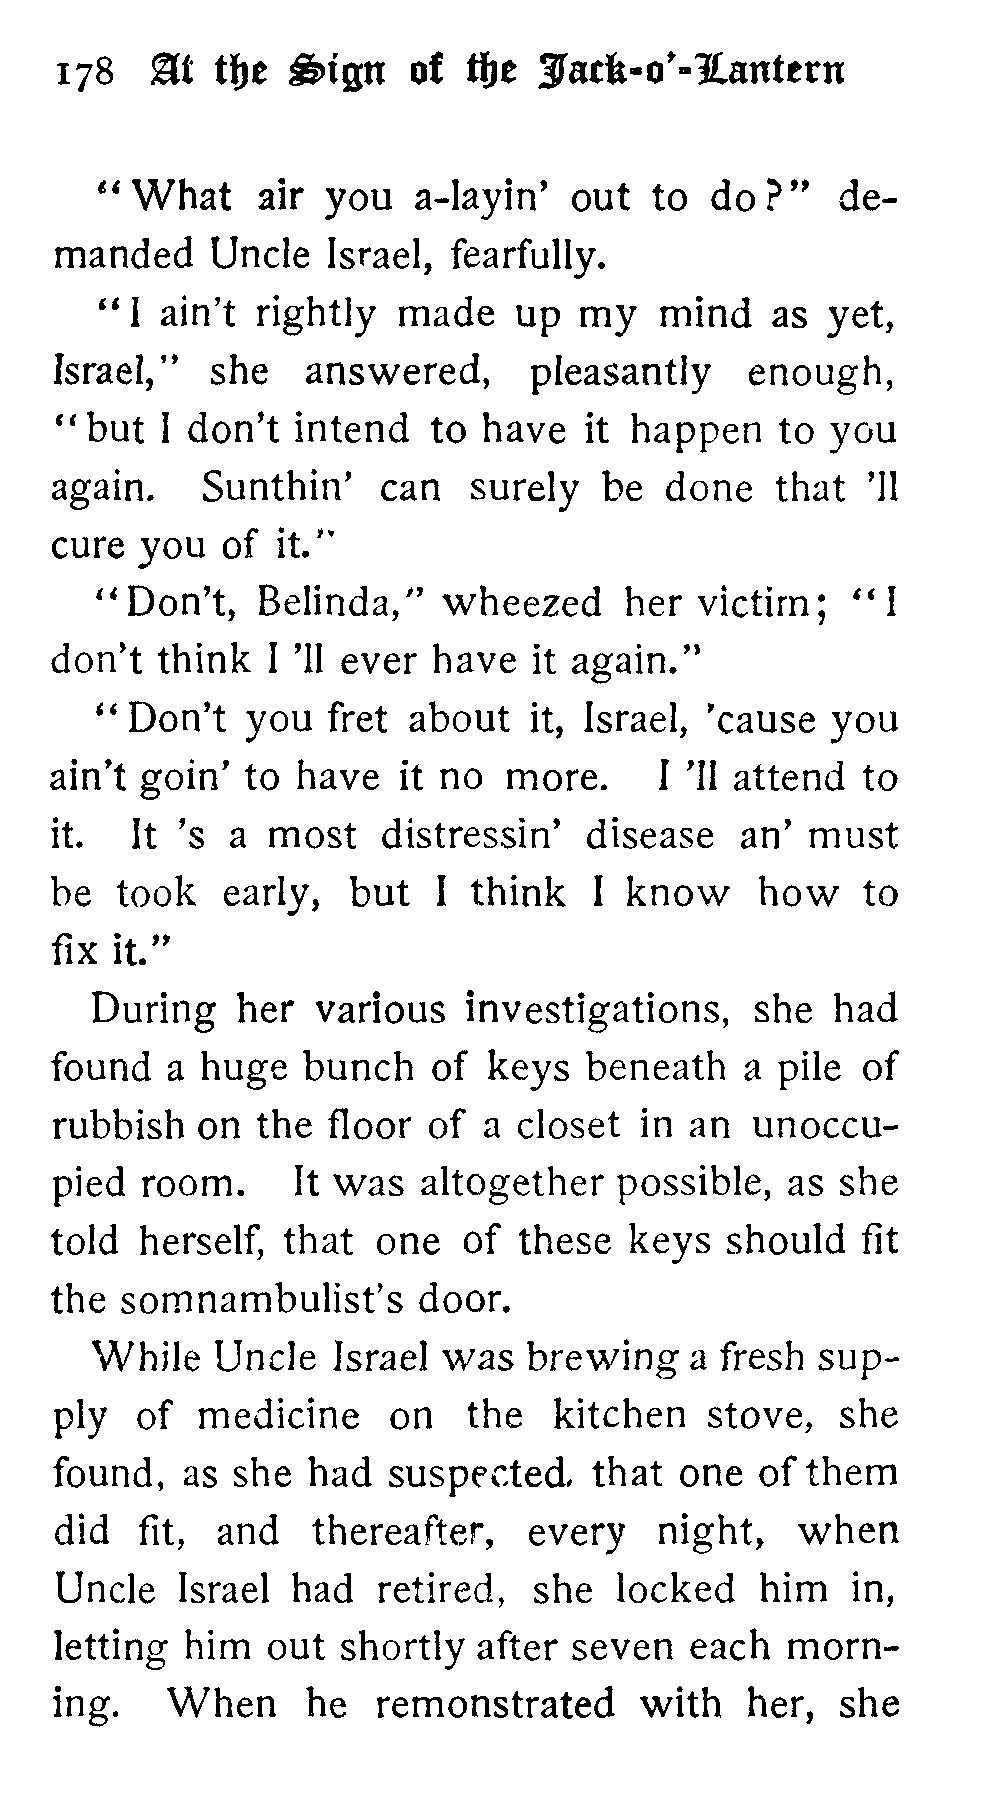 178 At the Sign of the Jack-o'-Lantern
"What air you a-layin' out to do?" de-
manded Uncle Israel, fearfully.
"I ain't rightly made up my mind as yet,
Israel," she answered, pleasantly enough,
"but I don't intend to have it happen to you
again. Sunthin' can surely be done that 'll
cure you of it."
"Don't, Belinda," wheezed her victim; "I
don't think I 'll ever have it again."
"Don't you fret about it, Israel, 'cause you
ain't goin' to have it no more. I 'll attend to
it. It 's a most distressin' disease an' must
be took early, but I think I know how to
fix it."
During her various investigations, she had
found a huge bunch of keys beneath a pile of
rubbish on the floor of a closet in an unoccu-
pied room. It was altogether possible, as she
told herself, that one of these keys should fit
the somnambulist's door.
While Uncle Israel was brewing a fresh sup-
ply of medicine on the kitchen stove, she
found, as she had suspected, that one of them
did fit, and thereafter, every night, when
Uncle Israel had retired, she locked him in,
letting him out shortly after seven each morn-
ing. When he remonstrated with her, she